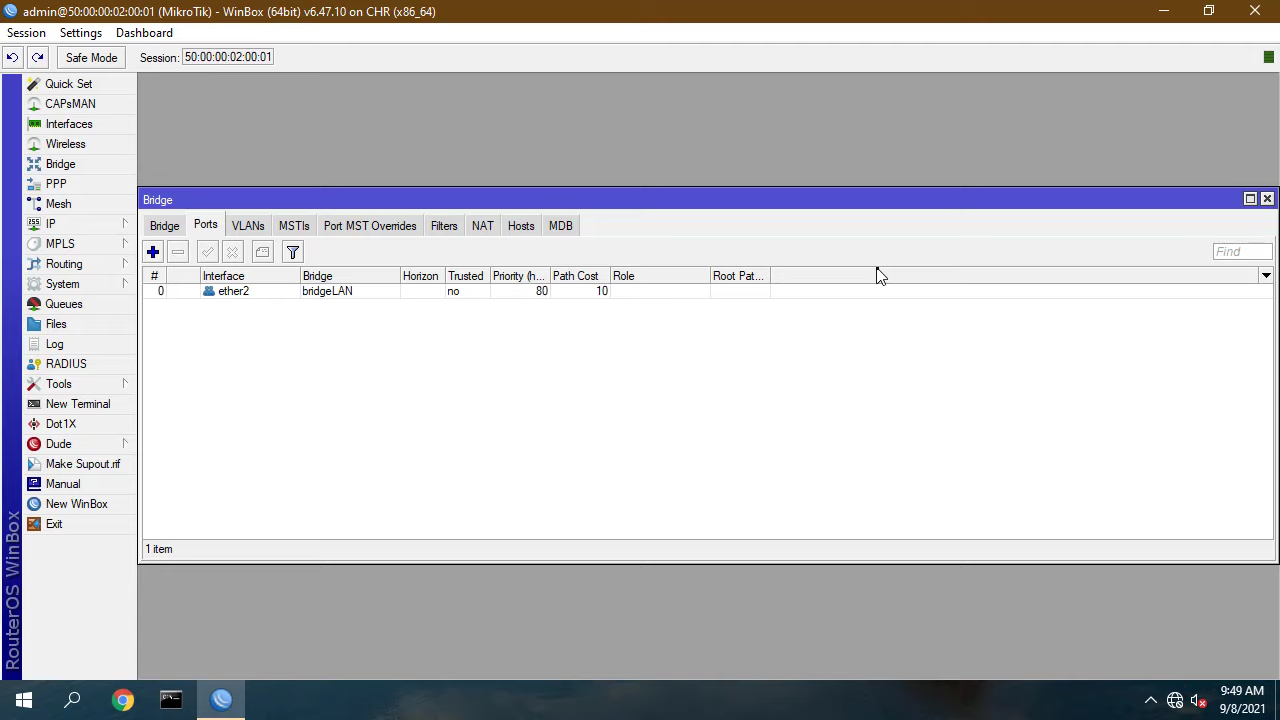 admin@50:00:00:02:00:01 (MikroTik) - WinBox (64bit) v6.47.10 on CHR (x86_64)
Session Settings Dashboard
Safe Mode Session: 50:00:00:02:00:01
Quick Set
CAPsMAN
Interfaces
Wireless
Bridge
PPP
Mesh
IP
MPLS
Routing
System
Queues
Files
Log
RADIUS
Tools
New Terminal
Dot1X
Dude
Make Supout.rif
Manual
New WinBox
Exit
RouterOS WinBox
Bridge
Bridge Ports VLANs MSTIs Port MST Overrides Filters NAT Hosts MDB
Find
# Interface Bridge Horizon Trusted Priority (h... Path Cost Role Root Pat...
0 ether2 bridgeLAN no 80 10
1 item
9:49 AM
9/8/2021